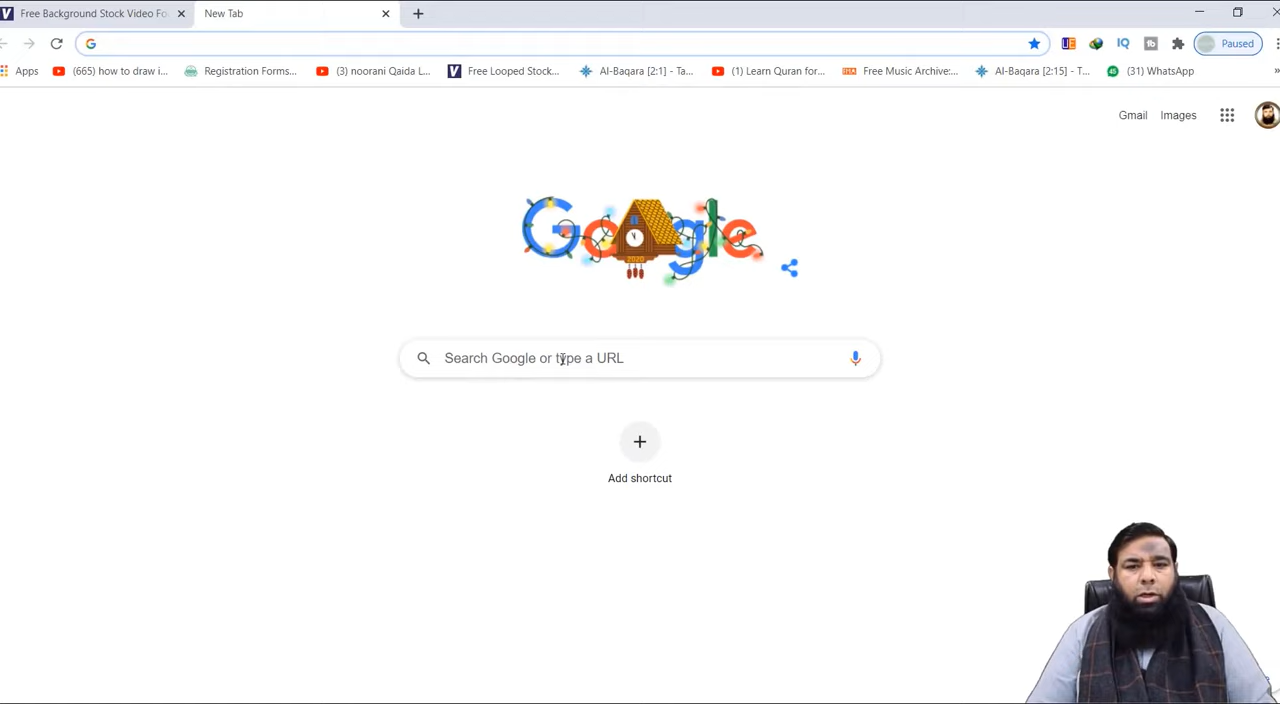 Free Background Stock Video Fo
New Tab
Paused
Apps
(665) how to draw i...
Registration Forms...
(3) noorani Qaida L...
Free Looped Stock...
Al-Baqara [2:1] - Ta...
(1) Learn Quran for...
Free Music Archive:...
Al-Baqara [2:15] - T...
(31) WhatsApp
Gmail
Images
Google
2020
Search Google or type a URL
Add shortcut